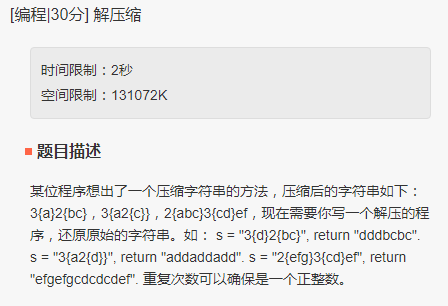 [编程|30分] 解压缩
时间限制：2秒
空间限制：131072K
题目描述
某位程序想出了一个压缩字符串的方法，压缩后的字符串如下：
3{a}2{bc}，3{a2{c}}，2{abc}3{cd}ef，现在需要你写一个解压的程
序，还原原始的字符串。如： s = "3{d}2{bc}", return "dddbcbc".
s = "3{a2{d}}", return "addaddadd". s = "2{efg}3{cd}ef", return
"efgefgcdcdcdef". 重复次数可以确保是一个正整数。